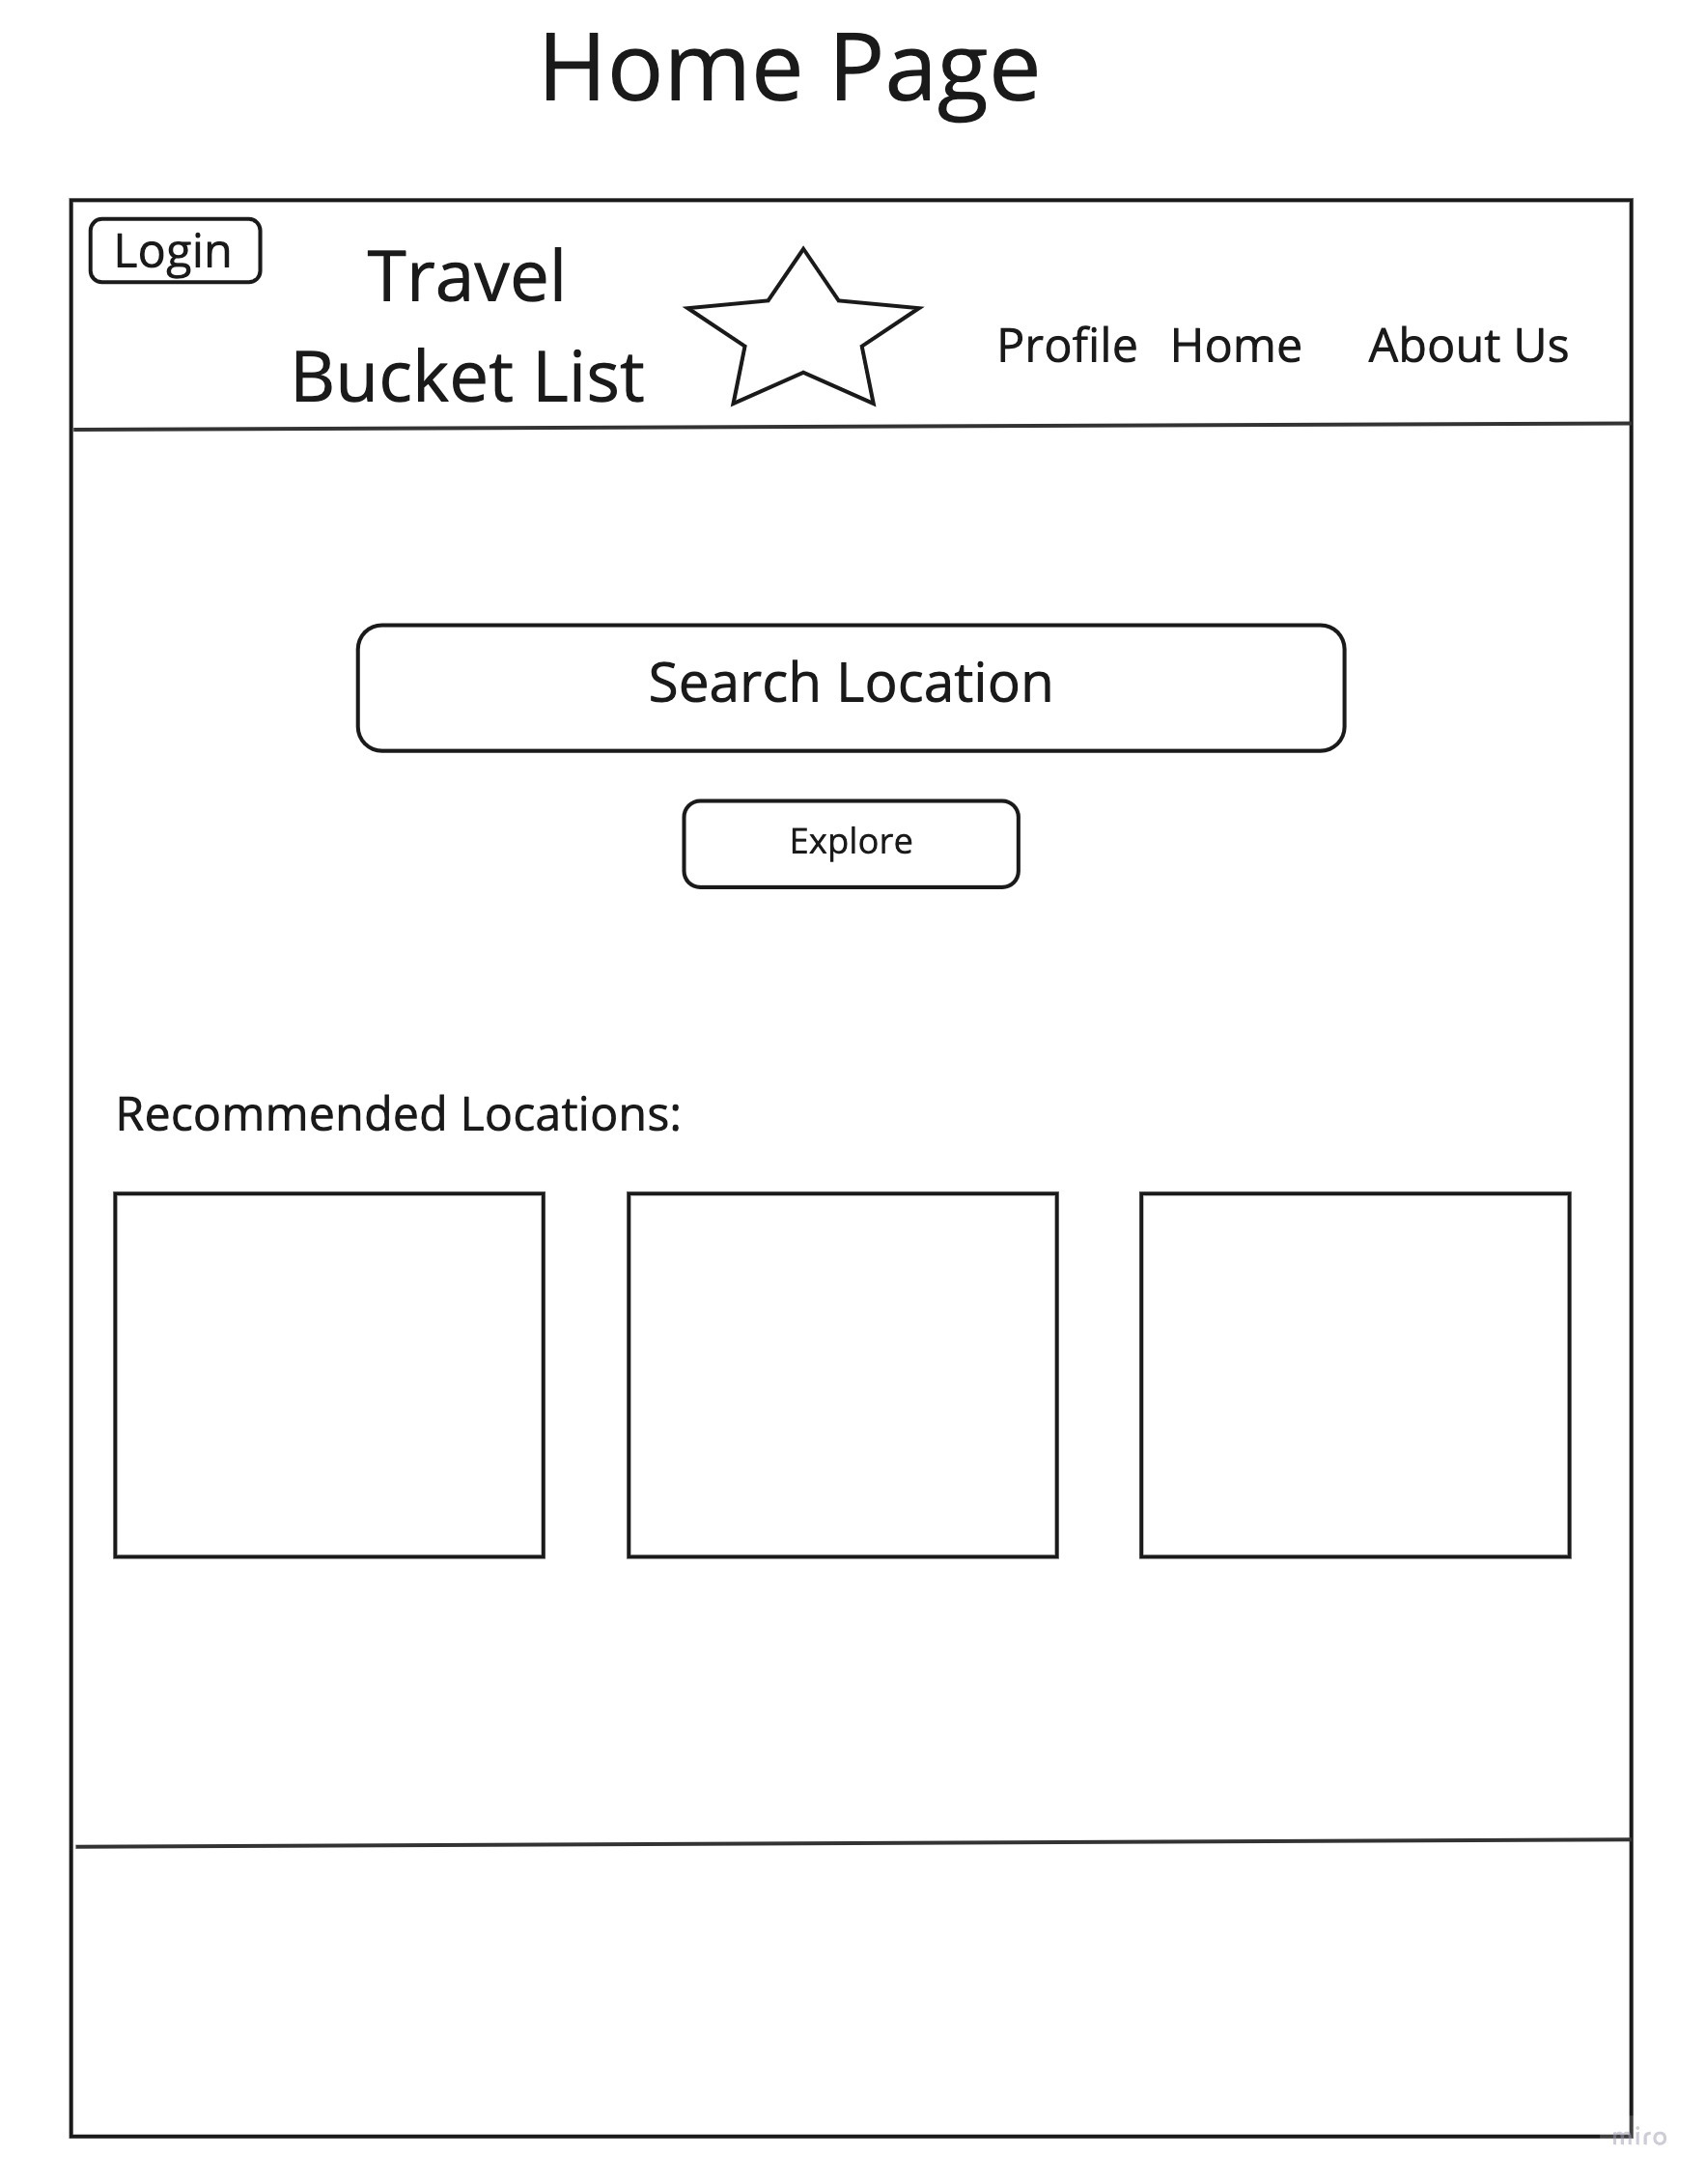 Home Page
Login
Travel
Bucket List
Profile Home About Us
Search Location
Explore
Recommended Locations:
miro